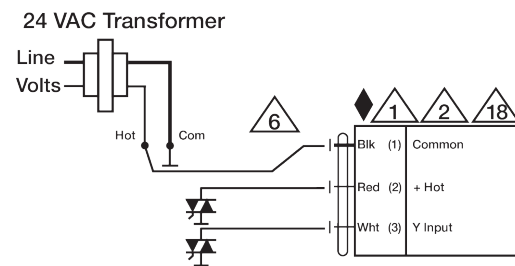 24 VAC Transformer
Line
Volts
Hot
Com
6
1
2
18
Blk (1) Common
Red (2) + Hot
Wht (3) Y Input